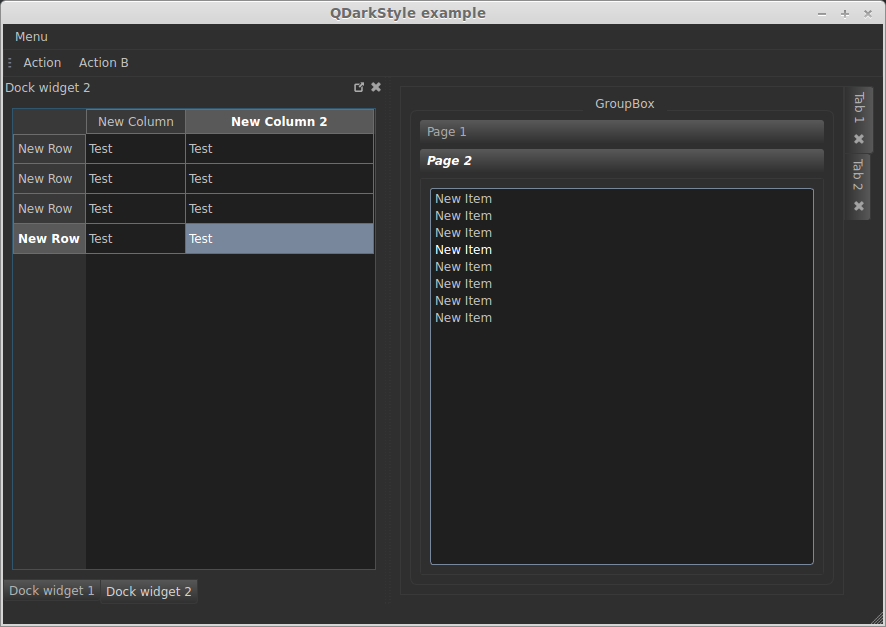 QDarkStyle example
Menu
Action Action B
Dock widget 2
New Column New Column 2
New Row Test Test
New Row Test Test
New Row Test Test
New Row Test Test
Dock widget 1 Dock widget 2
GroupBox
Page 1
Page 2
New Item
New Item
New Item
New Item
New Item
New Item
New Item
New Item
Tab 1
Tab 2